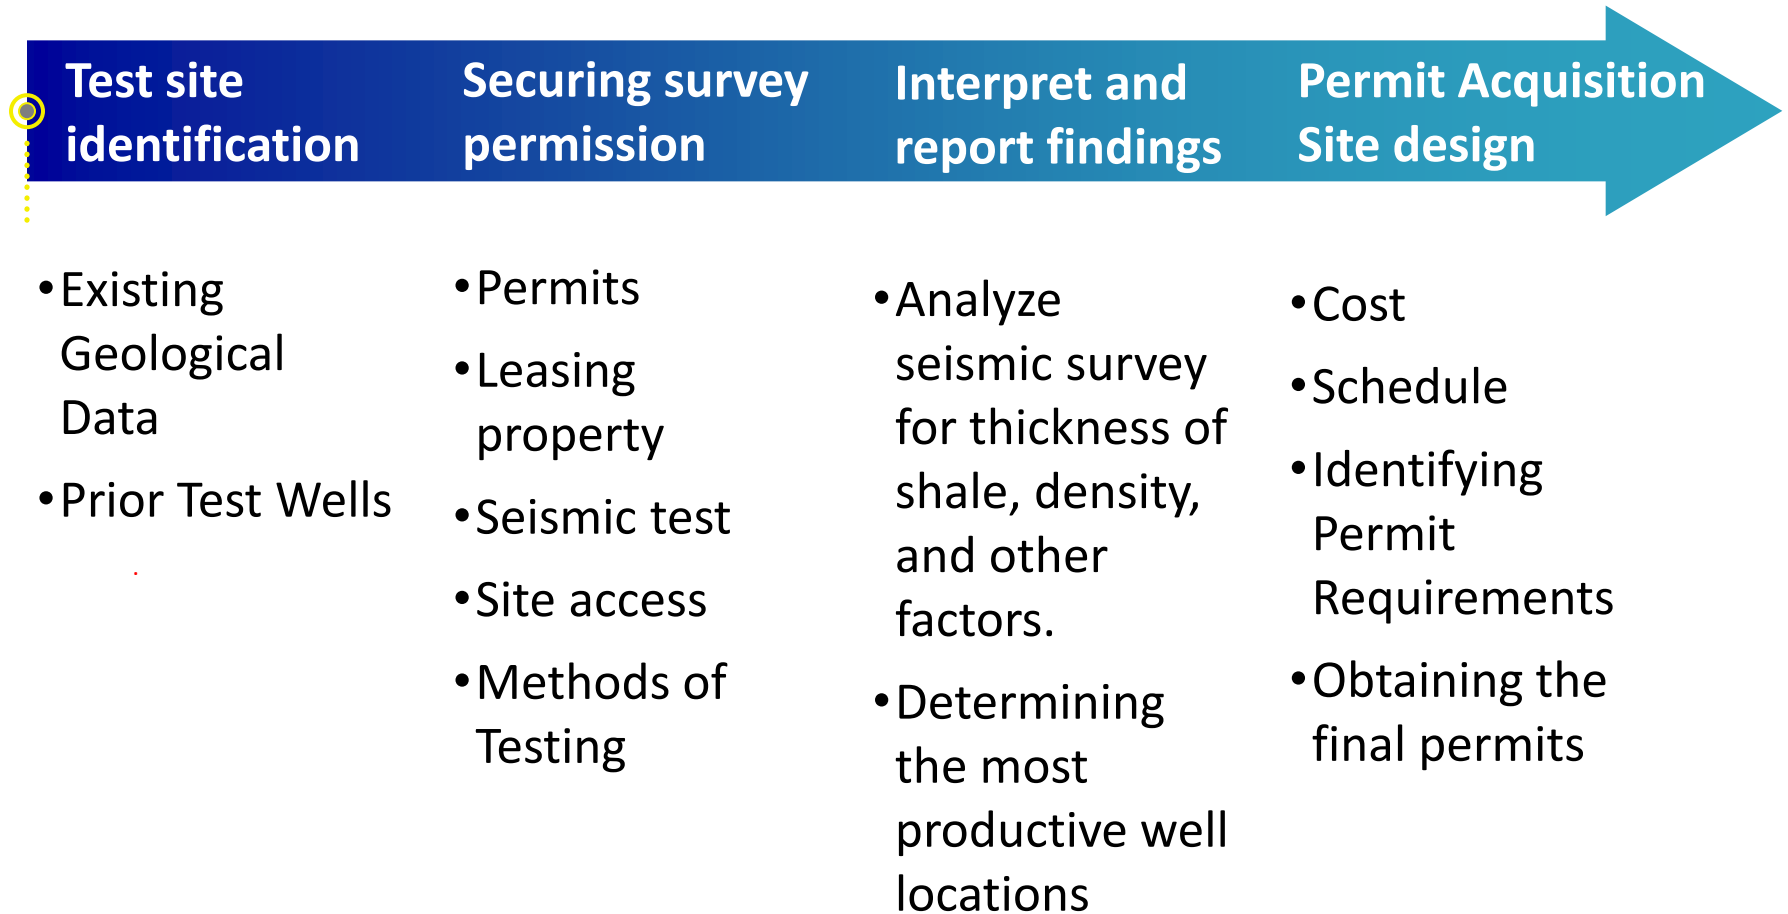 Test site
identification
Securing survey
permission
Interpret and
report findings
Permit Acquisition
Site design
•Existing
Geological
Data
•Prior Test Wells
•Permits
•Leasing
property
•Seismic test
•Site access
•Methods of
Testing
•Analyze
seismic survey
for thickness of
shale, density,
and other
factors.
•Determining
the most
productive well
locations
•Cost
•Schedule
•Identifying
Permit
Requirements
•Obtaining the
final permits